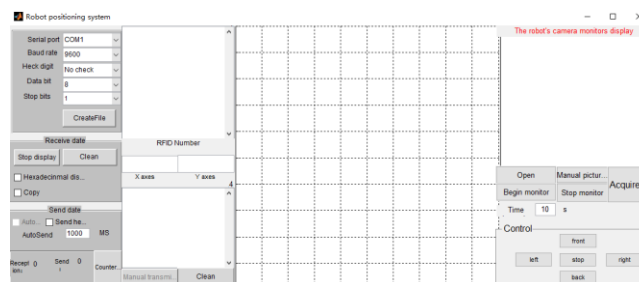 Robot positioning system
The robot's camera monitors display
Serial port COM1
Baud rate 9600
Heck digit No check
Data bit 8
Stop bits 1
CreateFile
Receive date
Stop display Clean
Hexadecinmal dis...
Copy
RFID Number
X axes Y axes
4
Send date
Auto... Send he...
AutoSend 1000 MS
Recept 0 Send 0 Counter...
Manual transmi... Clean
Open Manual pictur... Acquire
Begin monitor Stop monitor
Time 10 s
Control
front
left stop right
back